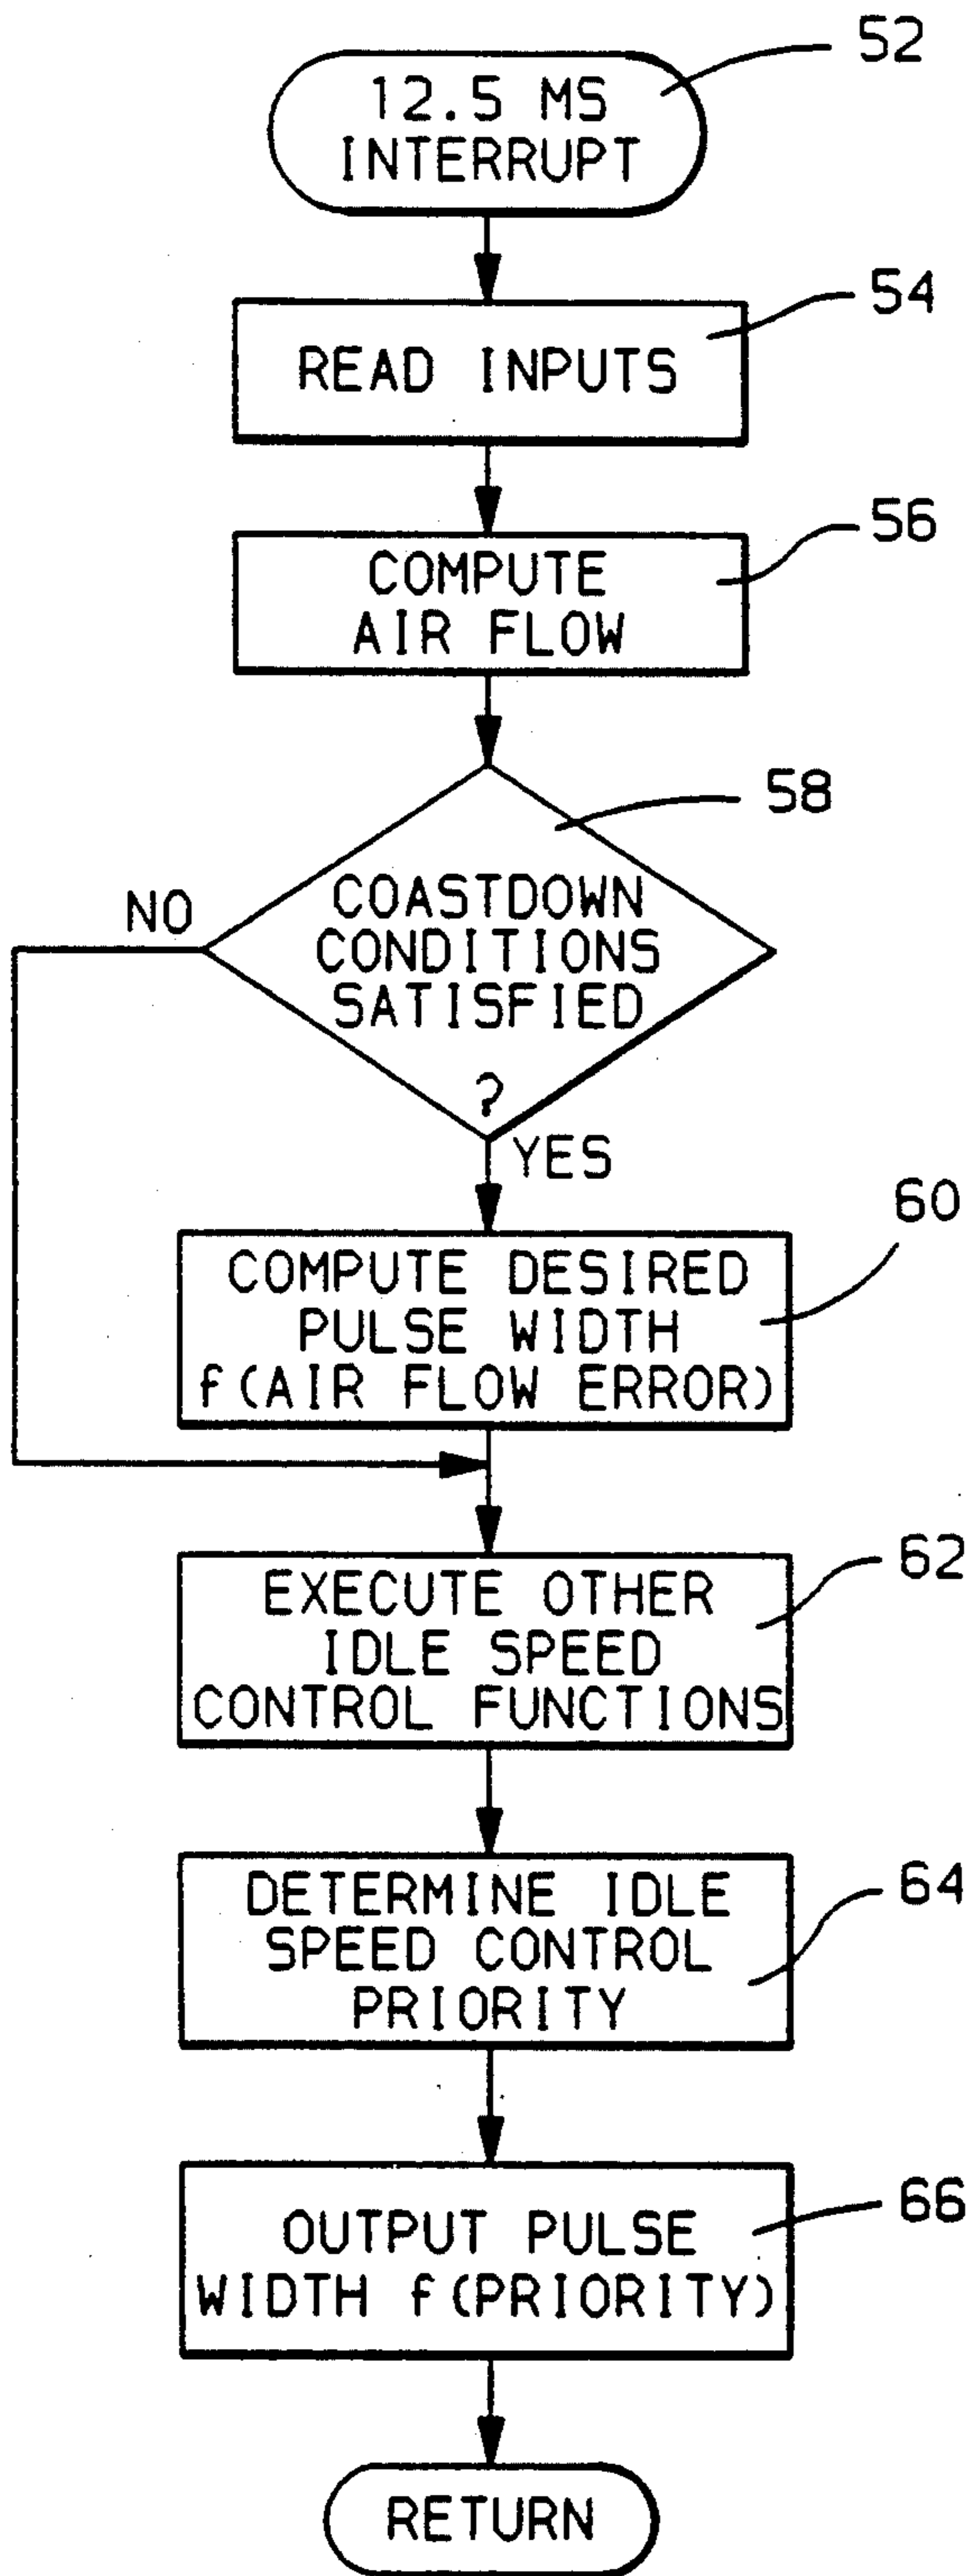 52
12.5 MS
INTERRUPT
54
READ INPUTS
56
COMPUTE
AIR FLOW
58
NO
COASTDOWN
CONDITIONS
SATISFIED
?
YES
60
COMPUTE DESIRED
PULSE WIDTH
f(AIR FLOW ERROR)
62
EXECUTE OTHER
IDLE SPEED
CONTROL FUNCTIONS
64
DETERMINE IDLE
SPEED CONTROL
PRIORITY
66
OUTPUT PULSE
WIDTH f(PRIORITY)
RETURN